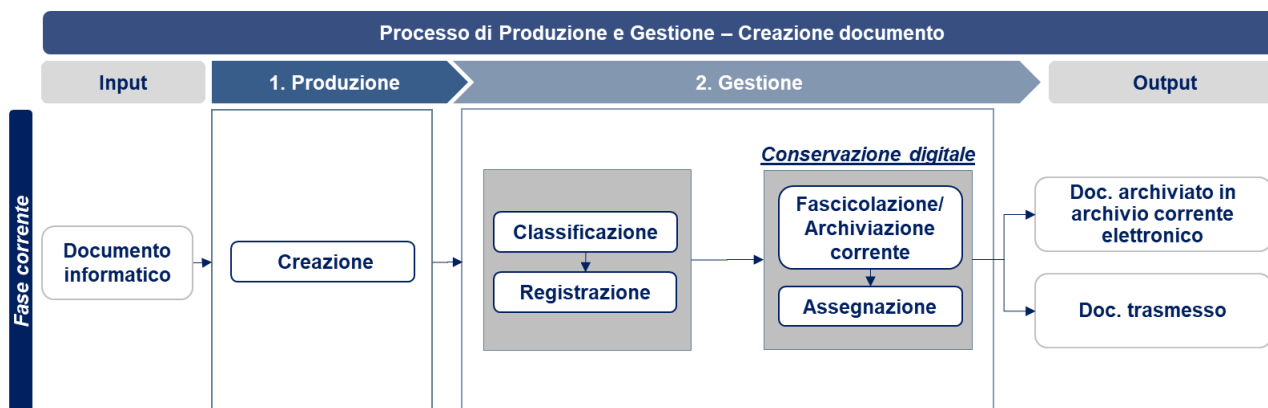 Processo di Produzione e Gestione – Creazione documento
Input
1. Produzione
2. Gestione
Output
Fase corrente
Documento
informatico
Creazione
Classificazione
Registrazione
Conservazione digitale
Fascicolazione/
Archiviazione
corrente
Assegnazione
Doc. archiviato in
archivio corrente
elettronico
Doc. trasmesso